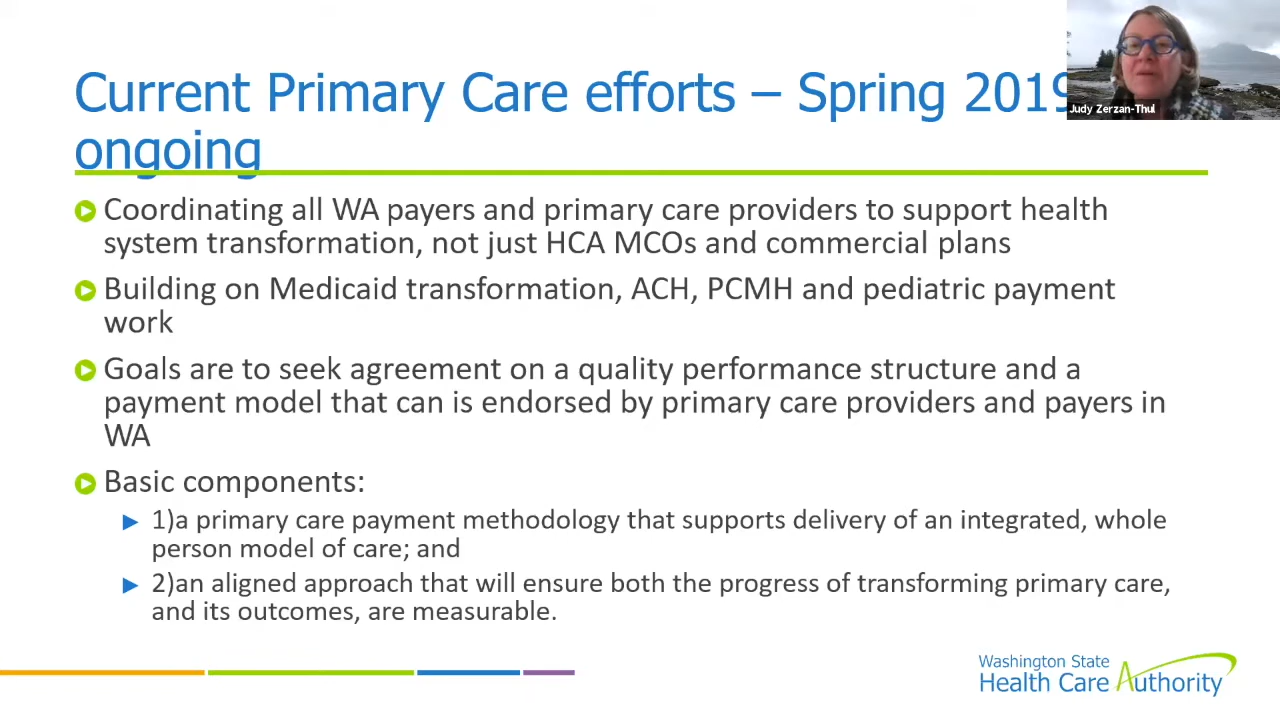 Current Primary Care efforts – Spring 2019
ongoing
Judy Zerzan-Thul
Coordinating all WA payers and primary care providers to support health
system transformation, not just HCA MCOs and commercial plans
Building on Medicaid transformation, ACH, PCMH and pediatric payment
work
Goals are to seek agreement on a quality performance structure and a
payment model that can is endorsed by primary care providers and payers in
WA
Basic components:
1)a primary care payment methodology that supports delivery of an integrated, whole
person model of care; and
2)an aligned approach that will ensure both the progress of transforming primary care,
and its outcomes, are measurable.
Washington State
Health Care Authority